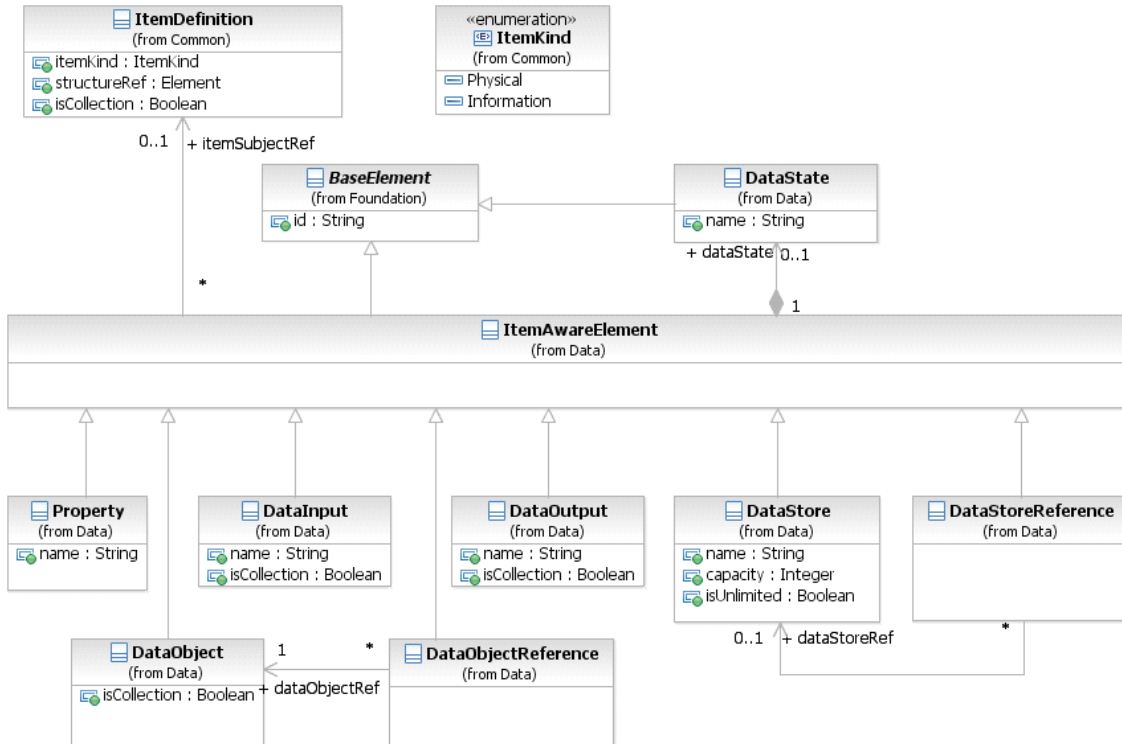 ItemDefinition
(from Common)
itemKind : ItemKind
structureRef : Element
isCollection : Boolean
«enumeration»
ItemKind
(from Common)
Physical
Information
0..1
+ itemSubjectRef
*
BaseElement
(from Foundation)
id : String
DataState
(from Data)
name : String
+ dataState
0..1
1
ItemAwareElement
(from Data)
Property
(from Data)
name : String
DataInput
(from Data)
name : String
isCollection : Boolean
DataOutput
(from Data)
name : String
isCollection : Boolean
DataStore
(from Data)
name : String
capacity : Integer
isUnlimited : Boolean
DataStoreReference
(from Data)
0..1
+ dataStoreRef
*
DataObject
(from Data)
isCollection : Boolean
1
*
+ dataObjectRef
DataObjectReference
(from Data)